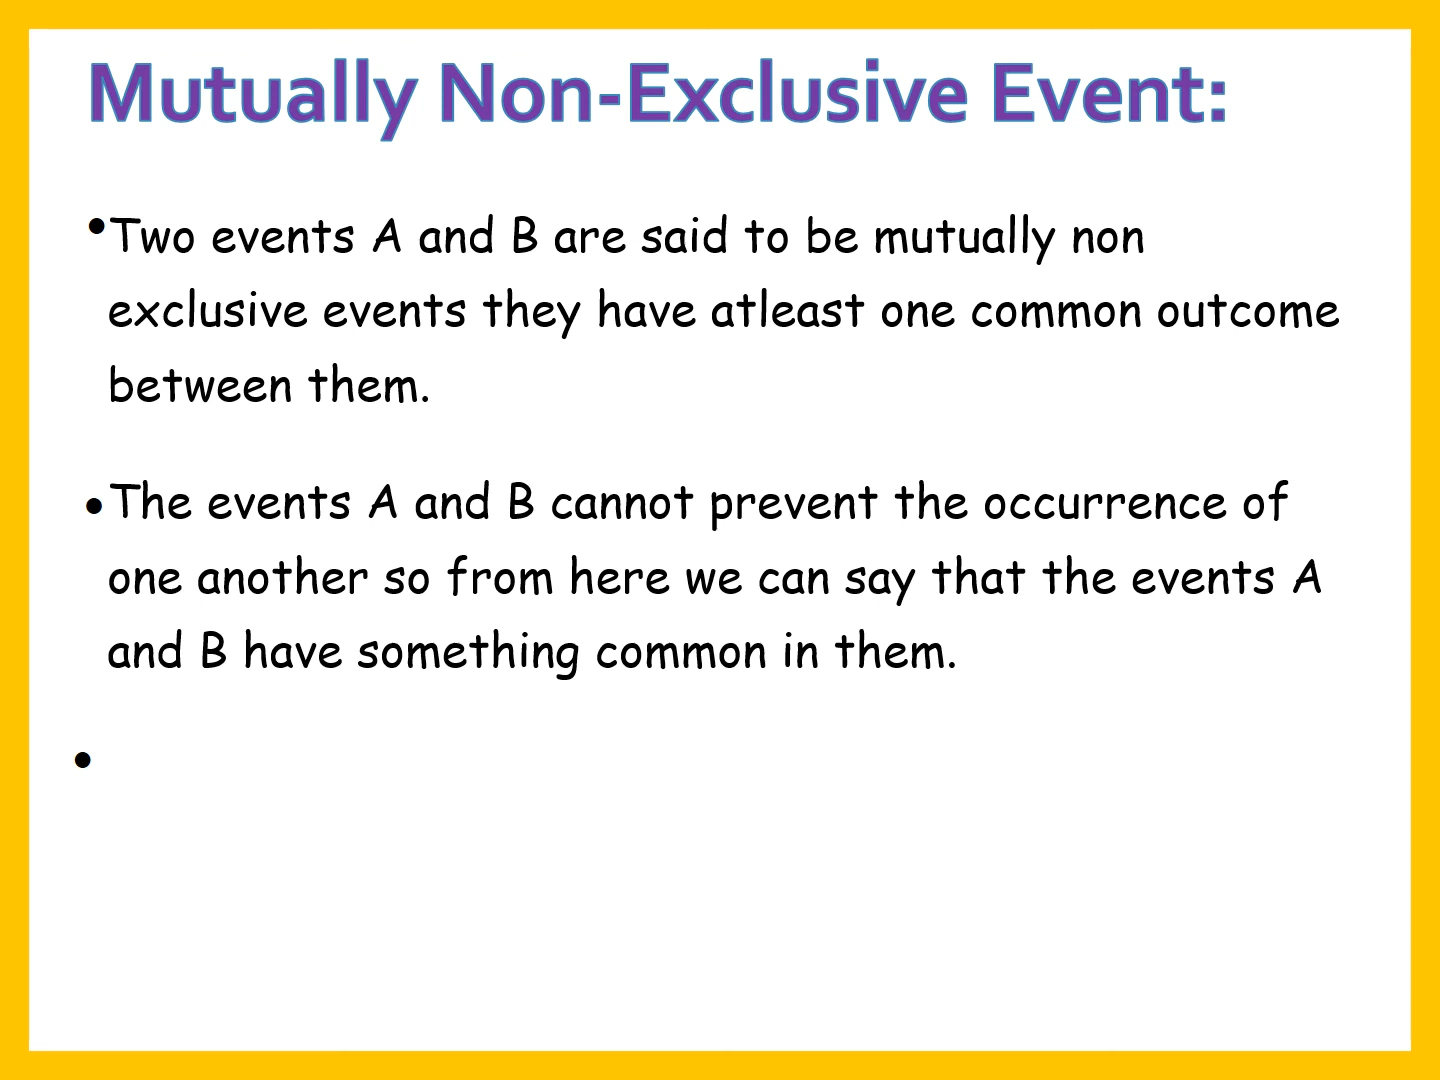 Mutually Non-Exclusive Event:
•Two events A and B are said to be mutually non
exclusive events they have atleast one common outcome
between them.
•The events A and B cannot prevent the occurrence of
one another so from here we can say that the events A
and B have something common in them.
•